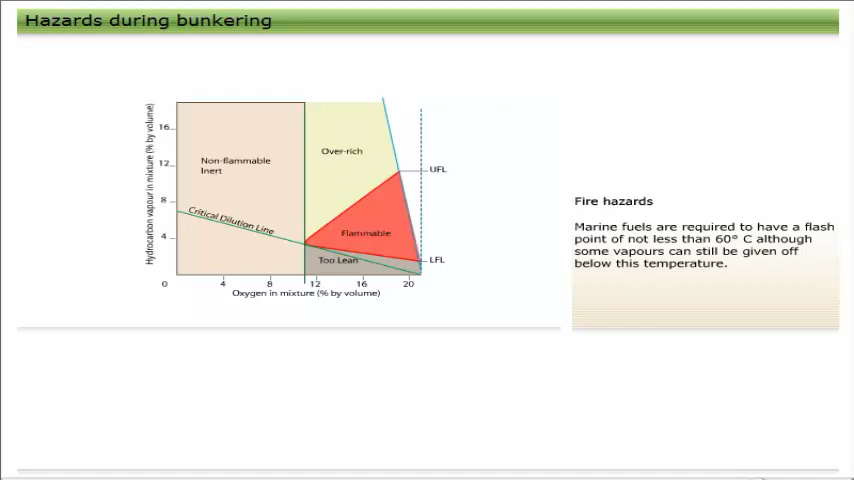 Hazards during bunkering
Hydrocarbon vapour in mixture (% by volume)
16
12
8
4
0
4
8
12
16
20
Oxygen in mixture (% by volume)
Non-flammable
Inert
Over-rich
Critical Dilution Line
Flammable
Too Lean
UFL
LFL
Fire hazards
Marine fuels are required to have a flash
point of not less than 60° C although
some vapours can still be given off
below this temperature.